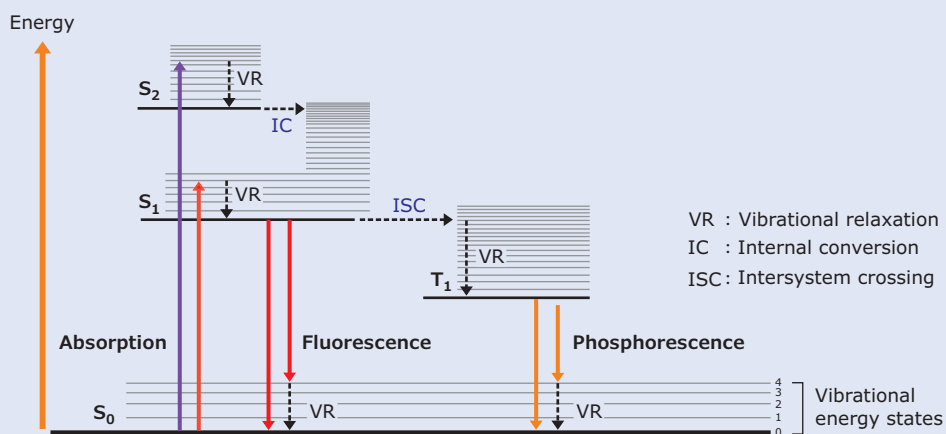 Energy
S2
VR
IC
S1
VR
ISC
VR
T1
VR : Vibrational relaxation
IC : Internal conversion
ISC : Intersystem crossing
Absorption
Fluorescence
Phosphorescence
S0
VR
VR
4
3
2
1
0
Vibrational
energy states